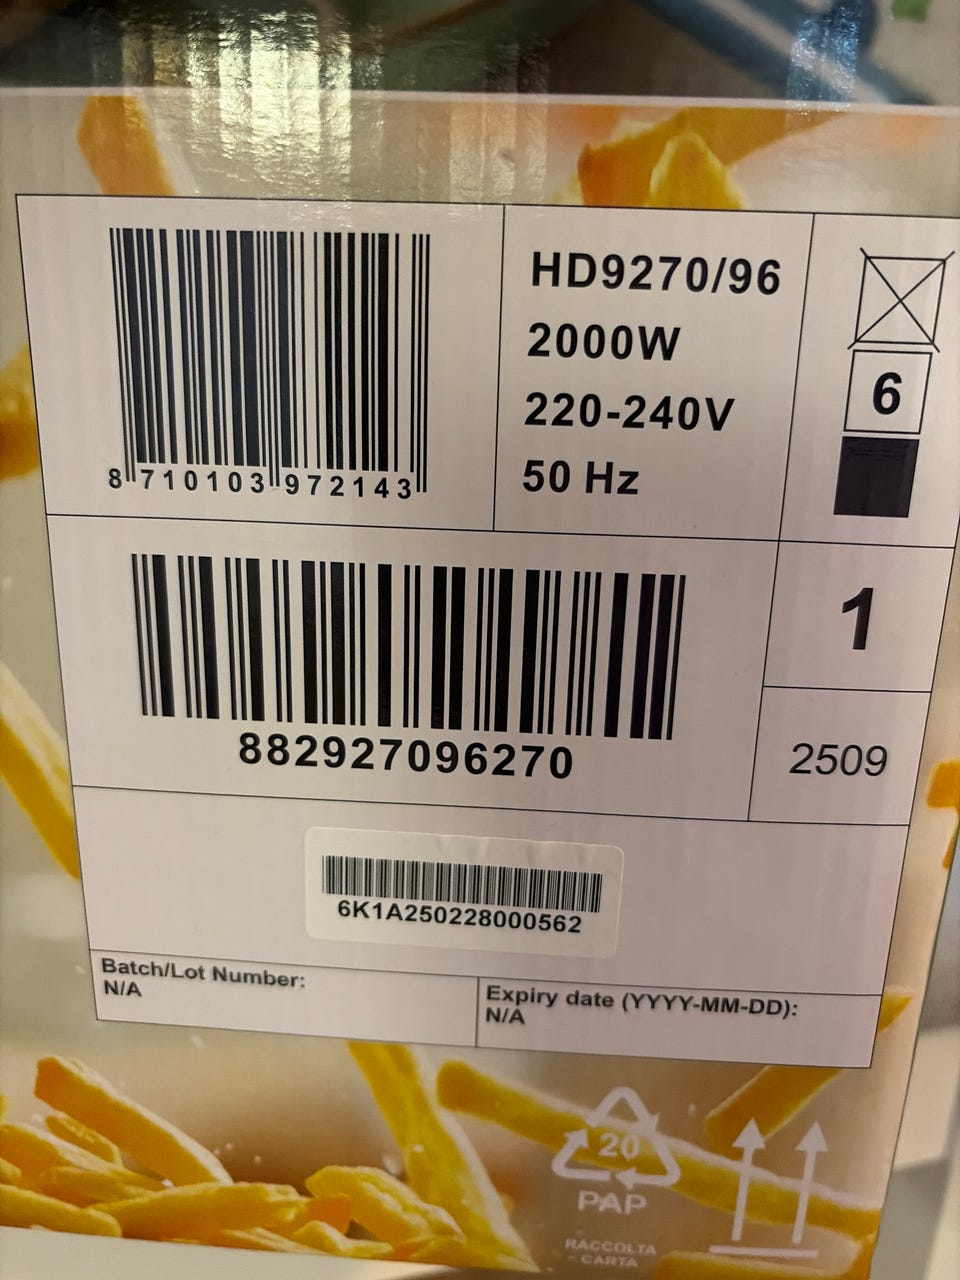 HD9270/96
2000W
220-240V
50 Hz
6
8 710103 972143
1
882927096270
2509
6K1A250228000562
Batch/Lot Number:
N/A
Expiry date (YYYY-MM-DD):
N/A
20
PAP
RACCOLTA
CARTA